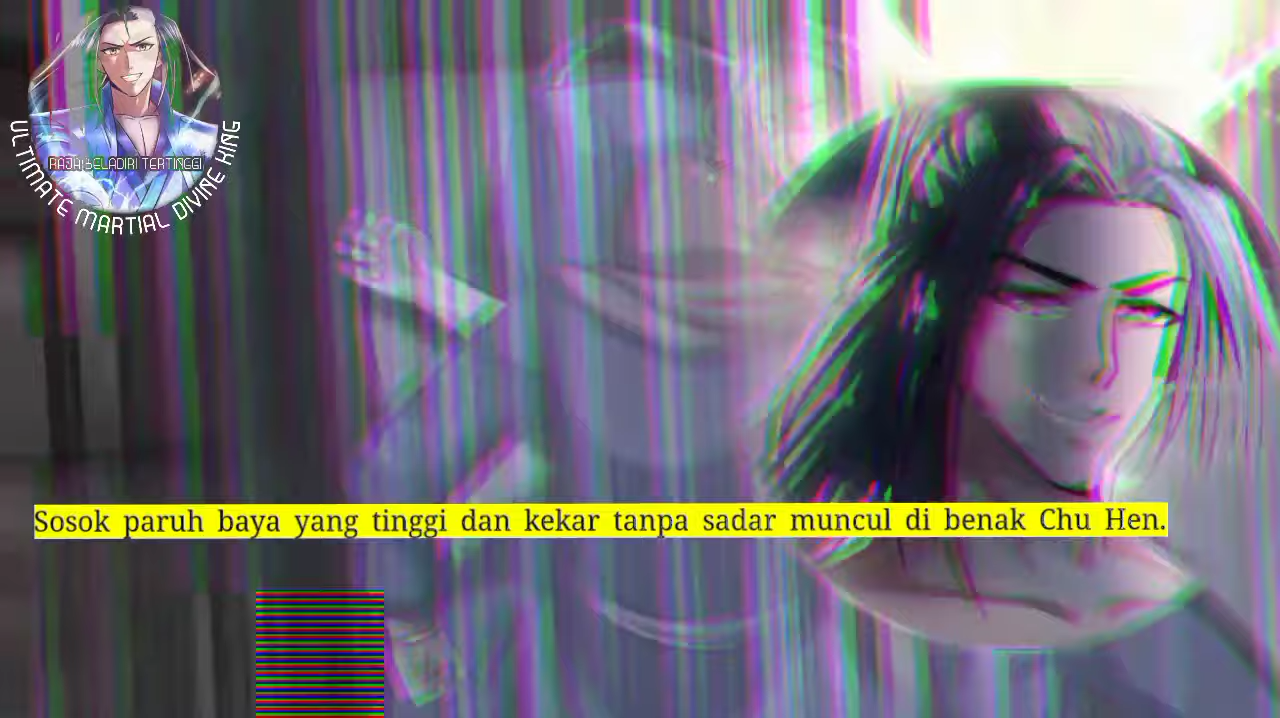 RAJA BELADIRI TERTINGGI
ULTIMATE MARTIAL DIVINE KING
Sosok paruh baya yang tinggi dan kekar tanpa sadar muncul di benak Chu Hen.